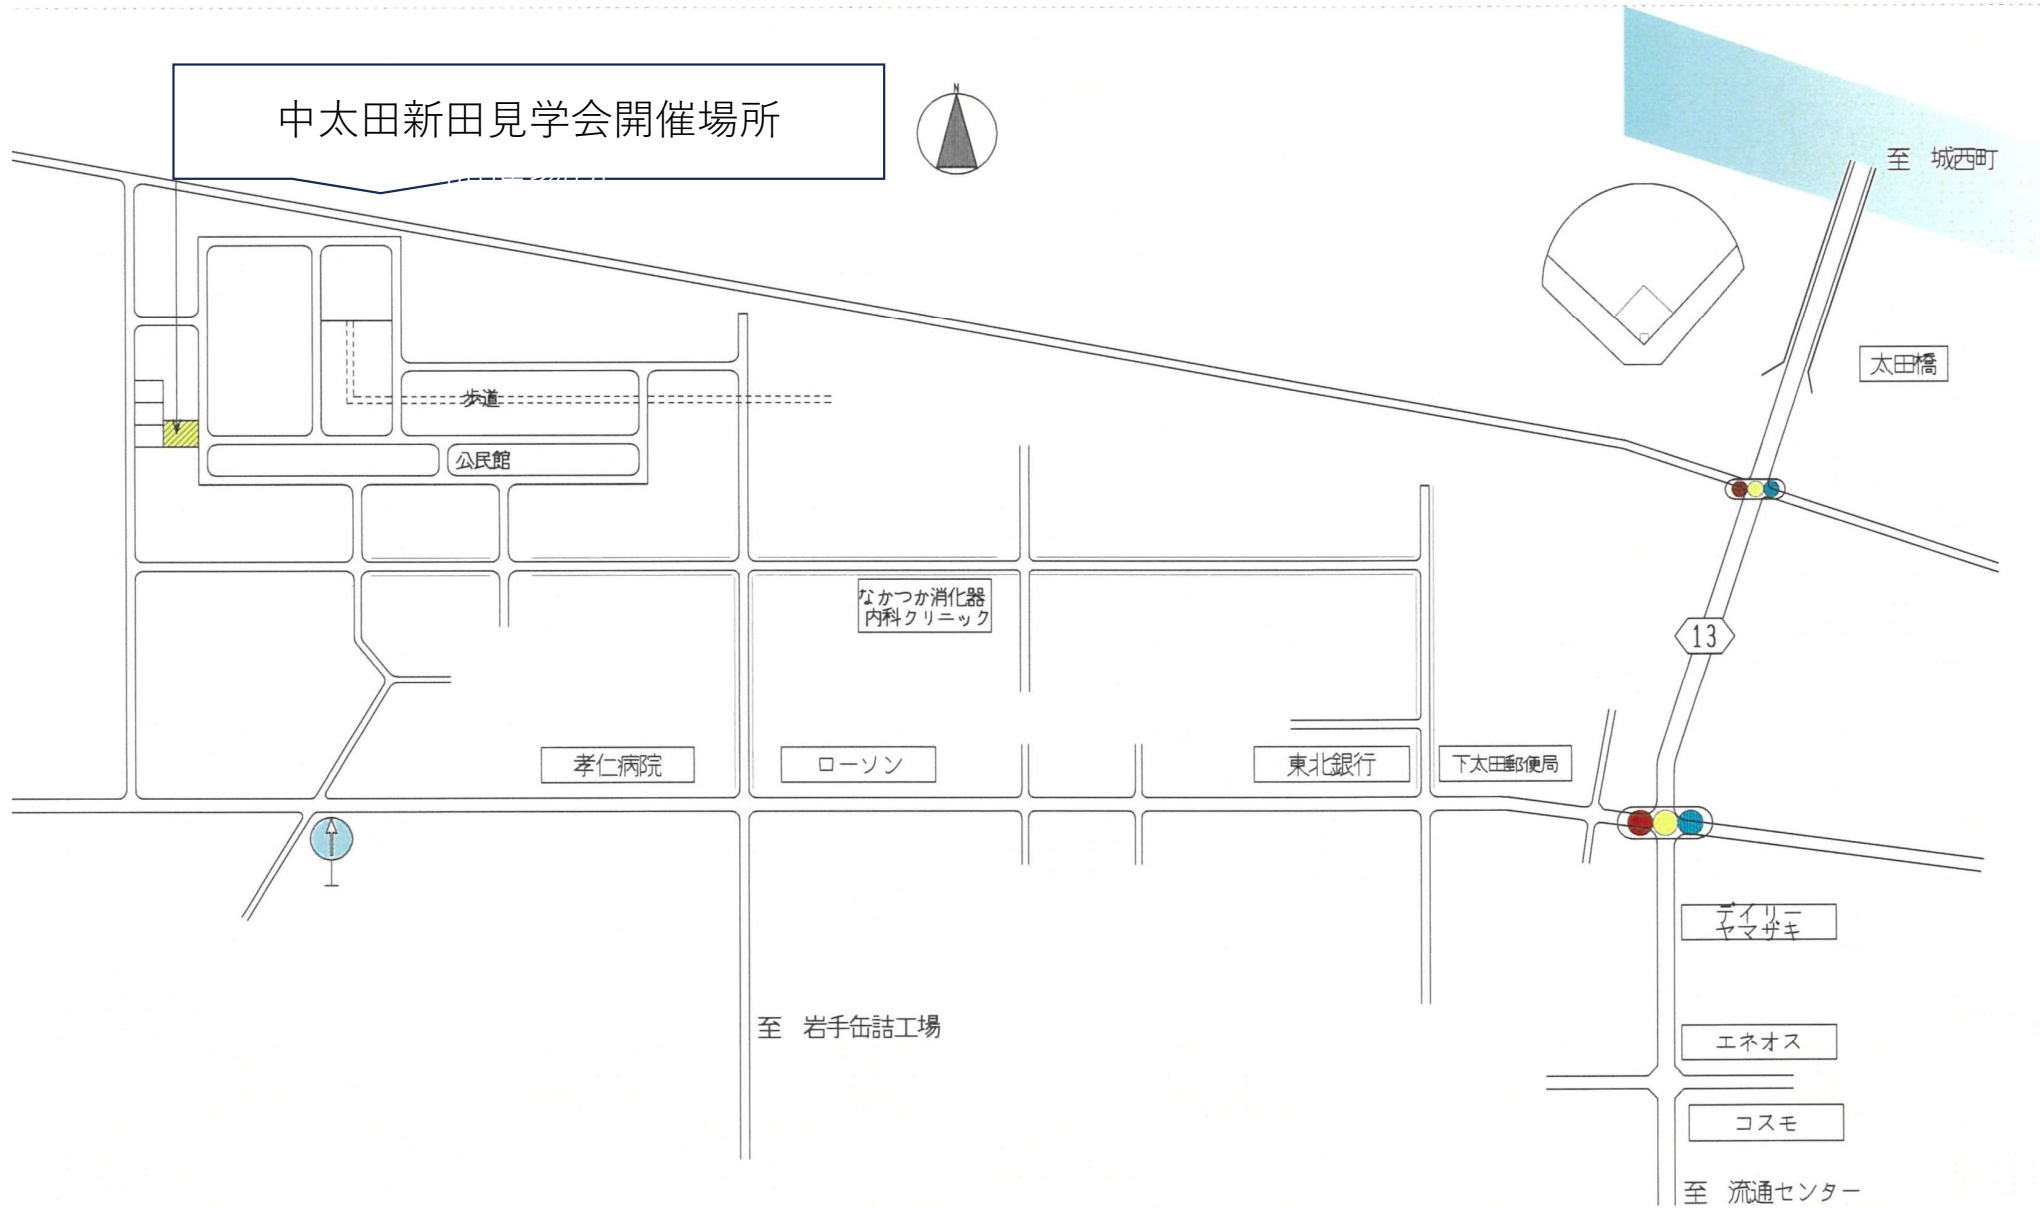 中太田新田見学会開催場所
N
至 城西町
太田橋
歩道
公民館
なかつか消化器
内科クリニック
13
孝仁病院
ローソン
東北銀行
下太田郵便局
デイリー
ヤマザキ
至 岩手缶詰工場
エネオス
コスモ
至 流通センター